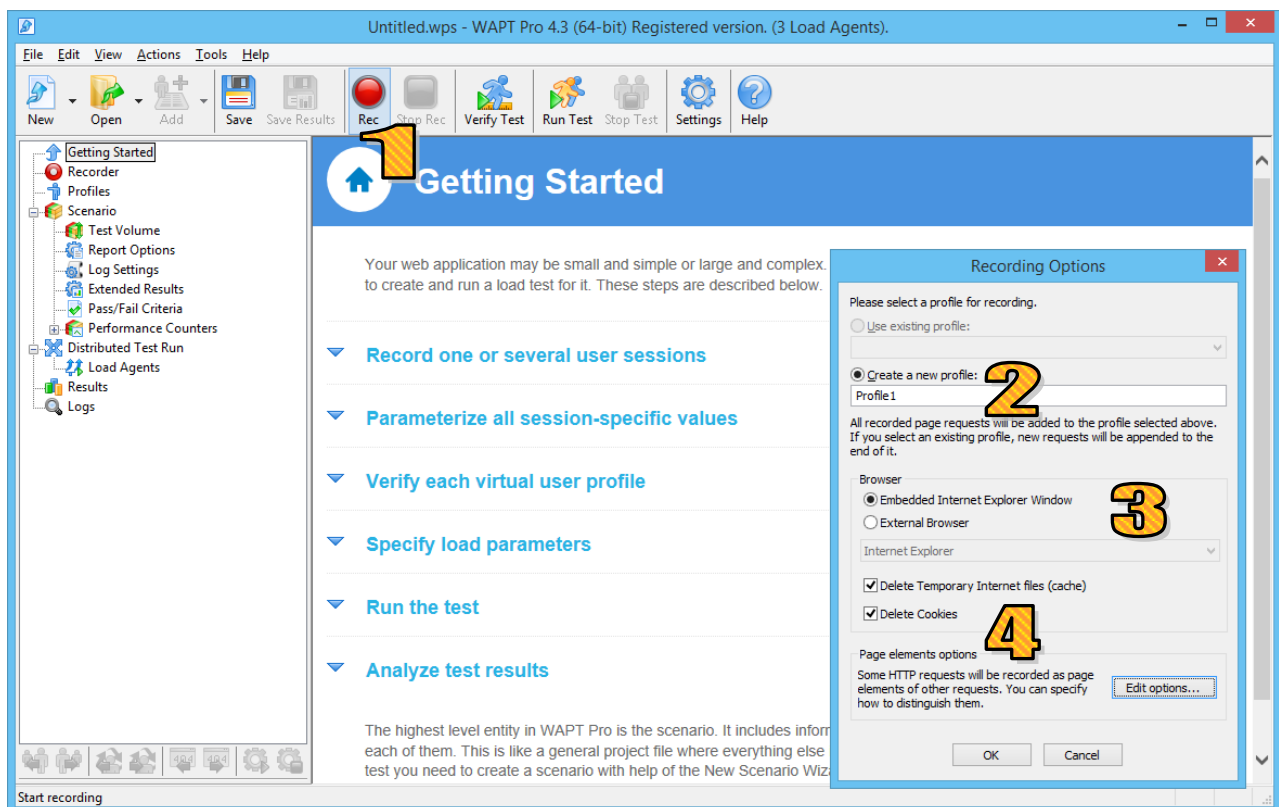 Untitled.wps - WAPT Pro 4.3 (64-bit) Registered version. (3 Load Agents).
File Edit View Actions Tools Help
New Open Add Save Save Results Rec Stop Rec Verify Test Run Test Stop Test Settings Help
1
Getting Started
Recorder
Profiles
Scenario
Test Volume
Report Options
Log Settings
Extended Results
Pass/Fail Criteria
Performance Counters
Distributed Test Run
Load Agents
Results
Logs
Getting Started
Your web application may be small and simple or large and complex.
to create and run a load test for it. These steps are described below.
Record one or several user sessions
Parameterize all session-specific values
Verify each virtual user profile
Specify load parameters
Run the test
Analyze test results
The highest level entity in WAPT Pro is the scenario. It includes inform
each of them. This is like a general project file where everything else
test you need to create a scenario with help of the New Scenario Wiz
Recording Options
Please select a profile for recording.
Use existing profile:
Create a new profile:
2
Profile1
All recorded page requests will be added to the profile selected above.
If you select an existing profile, new requests will be appended to the
end of it.
Browser
Embedded Internet Explorer Window
3
External Browser
Internet Explorer
Delete Temporary Internet files (cache)
Delete Cookies
4
Page elements options
Some HTTP requests will be recorded as page
elements of other requests. You can specify
how to distinguish them.
Edit options...
OK Cancel
404 404
Start recording